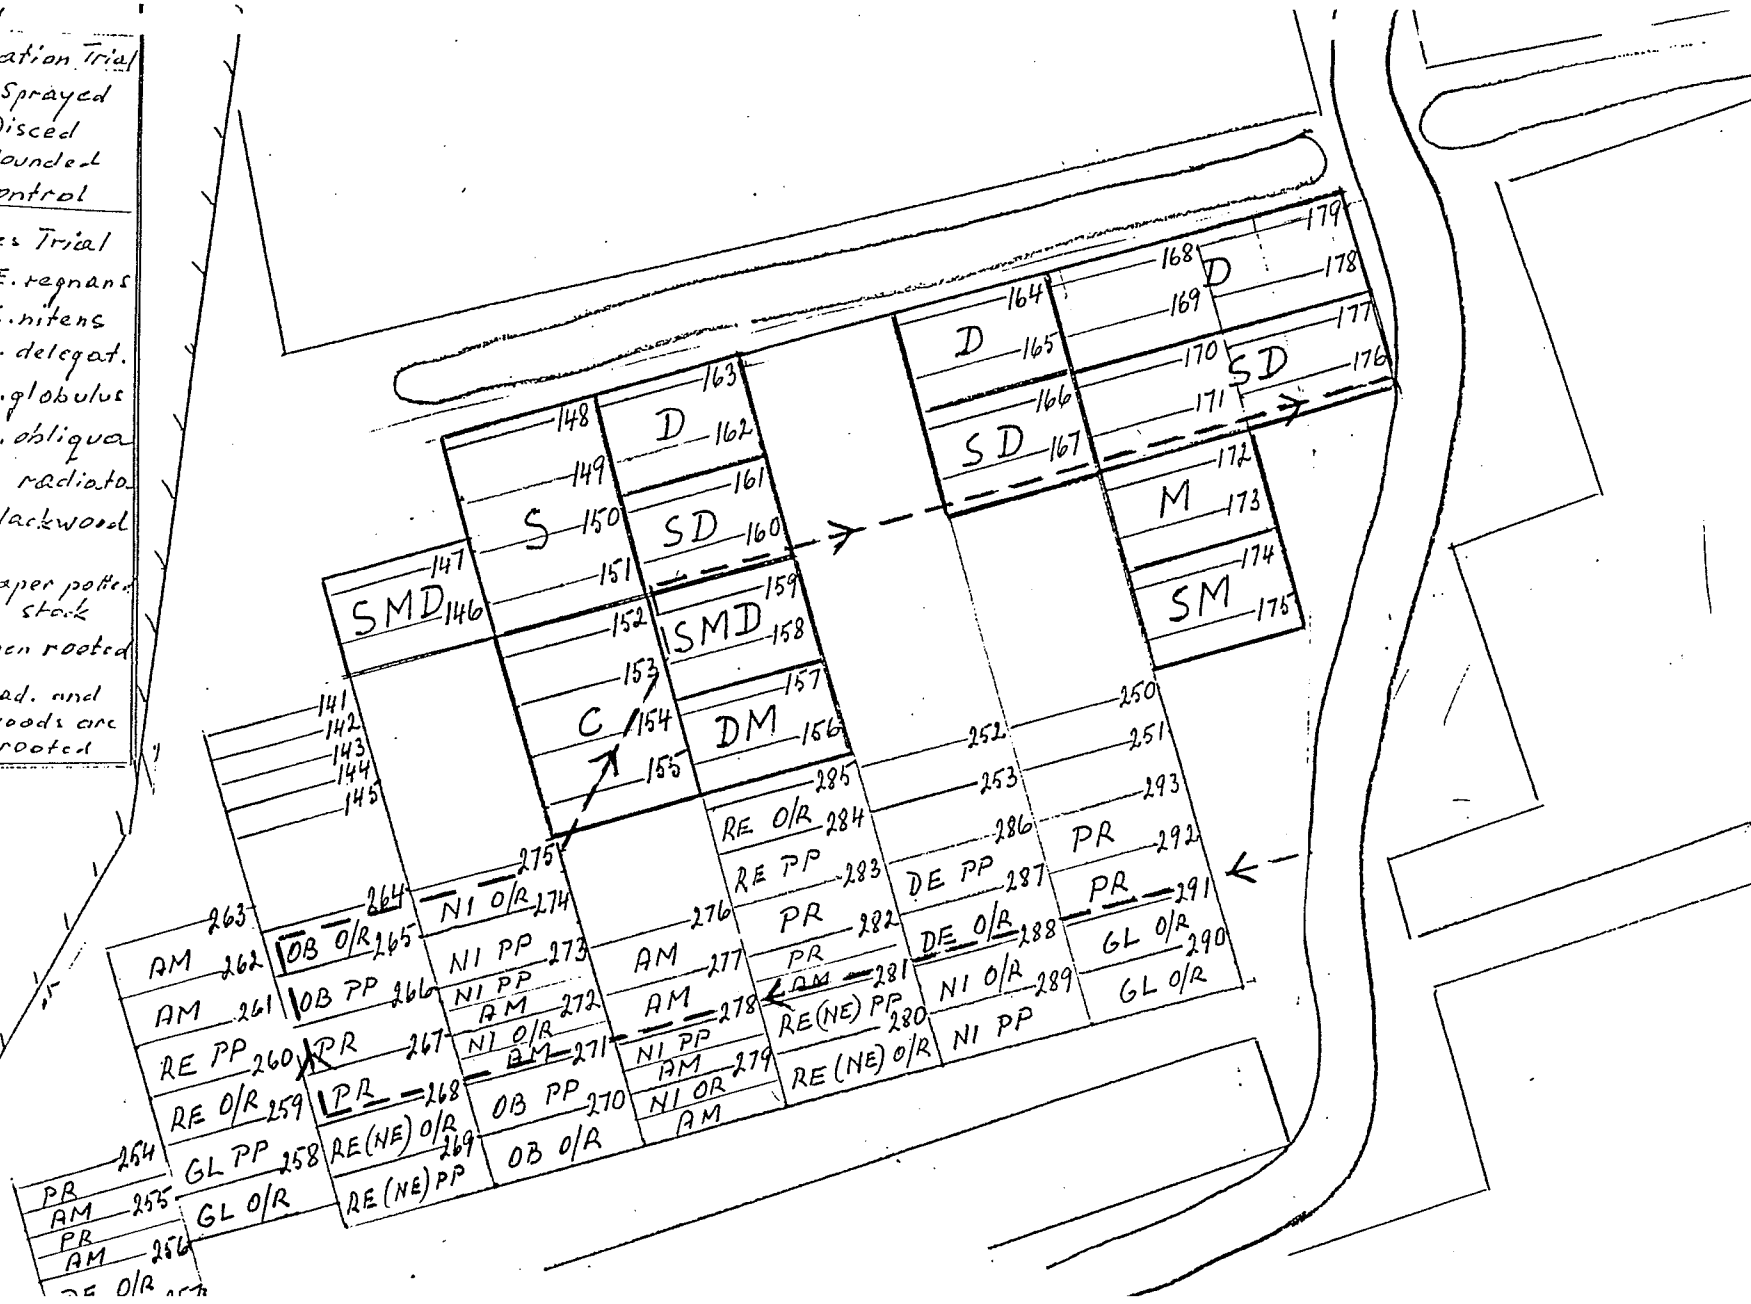 ation Trial
Sprayed
Disced
ounded
ontrol
es Trial
E. regnans
E. nitens
. delegat.
. globulus
. obliqua
radiata
lackwood
aper potted
stock
pen rooted
ad. and
oods are
rooted
179
168
D
178
164
169
177
D
165
170
SD
176
163
166
171
148
D
162
SD
167
172
149
161
M
173
S
150
SD
160
174
147
151
159
SM
175
SMD
146
152
SMD
158
153
157
250
141
C
154
DM
156
252
251
142
155
285
253
293
143
RE O/R
284
286
PR
292
144
275
RE PP
283
DE PP
287
PR
291
145
264
NI O/R
274
276
PR
282
DE O/R
288
GL O/R
290
263
OB O/R
265
NI PP
273
AM
277
PR
AM
281
NI O/R
289
GL O/R
AM
262
OB PP
266
NI PP
AM
272
AM
278
RE(NE) PP
280
NI PP
AM
261
PR
267
NI O/R
AM
271
NI PP
AM
279
RE(NE) O/R
RE PP
260
PR
268
OB PP
270
NI OR
AM
RE O/R
259
RE(NE) O/R
269
OB O/R
254
GL PP
258
RE(NE) PP
PR
AM
255
GL O/R
PR
AM
256
DE O/R
257